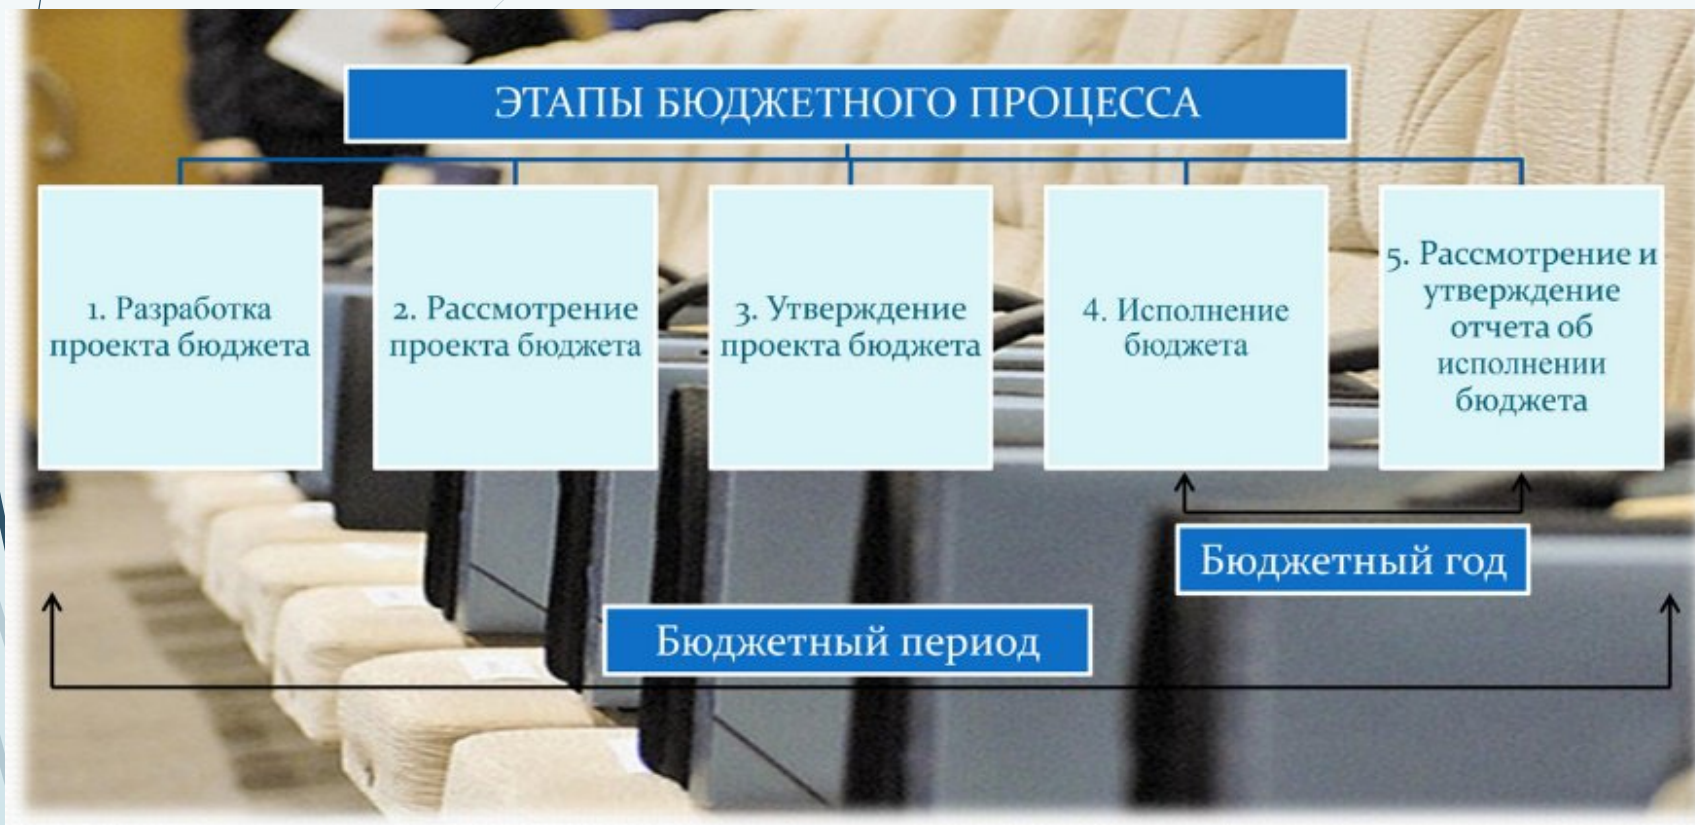 ЭТАПЫ БЮДЖЕТНОГО ПРОЦЕССА
1. Разработка
проекта бюджета
2. Рассмотрение
проекта бюджета
3. Утверждение
проекта бюджета
4. Исполнение
бюджета
5. Рассмотрение и
утверждение
отчета об
исполнении
бюджета
Бюджетный год
Бюджетный период